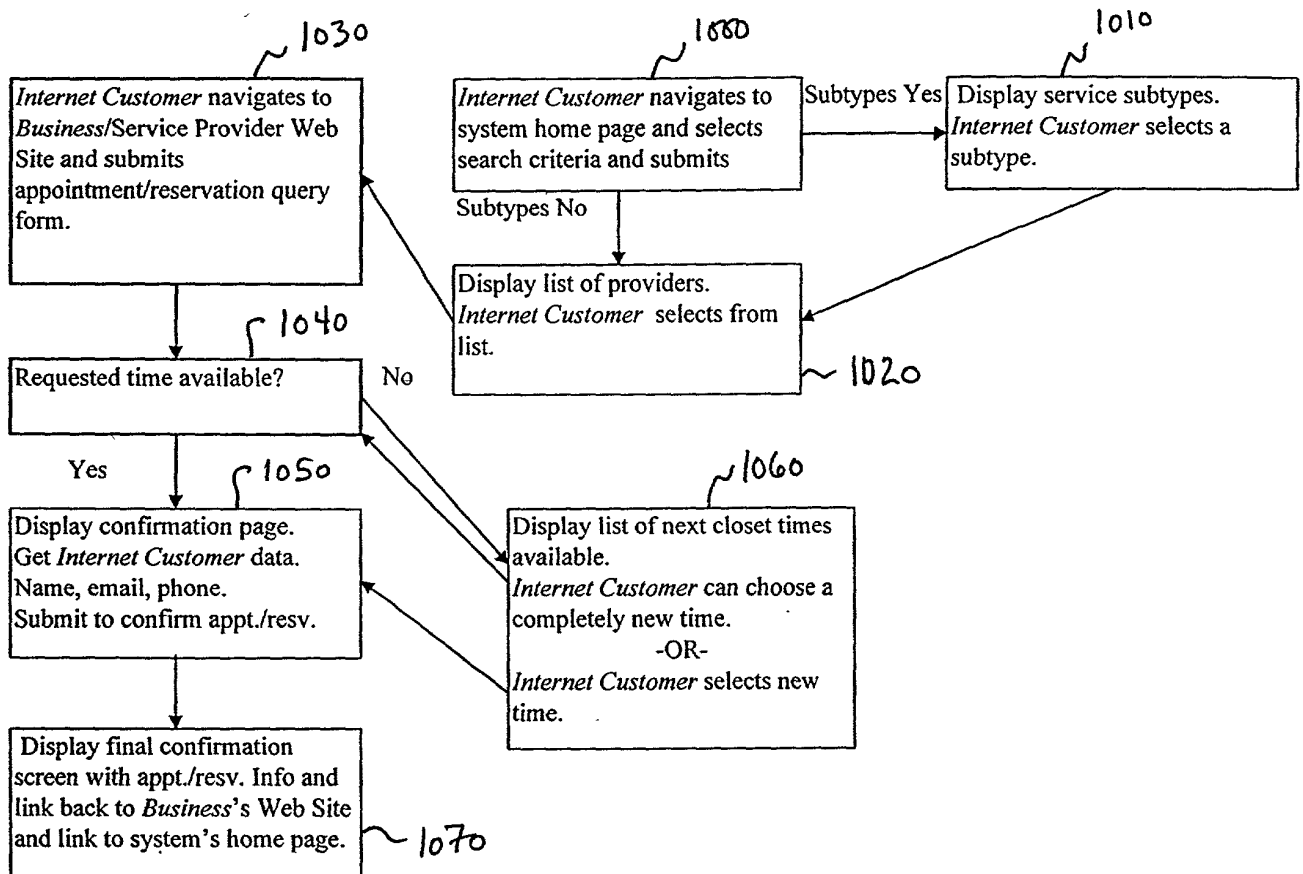 1030
Internet Customer navigates to
Business/Service Provider Web
Site and submits
appointment/reservation query
form.
1000
Internet Customer navigates to
system home page and selects
search criteria and submits
Subtypes Yes
1010
Display service subtypes.
Internet Customer selects a
subtype.
Subtypes No
Display list of providers.
Internet Customer selects from
list.
1020
1040
Requested time available?
No
Yes
1050
Display confirmation page.
Get Internet Customer data.
Name, email, phone.
Submit to confirm appt./resv.
1060
Display list of next closet times
available.
Internet Customer can choose a
completely new time.
-OR-
Internet Customer selects new
time.
Display final confirmation
screen with appt./resv. Info and
link back to Business's Web Site
and link to system's home page.
1070